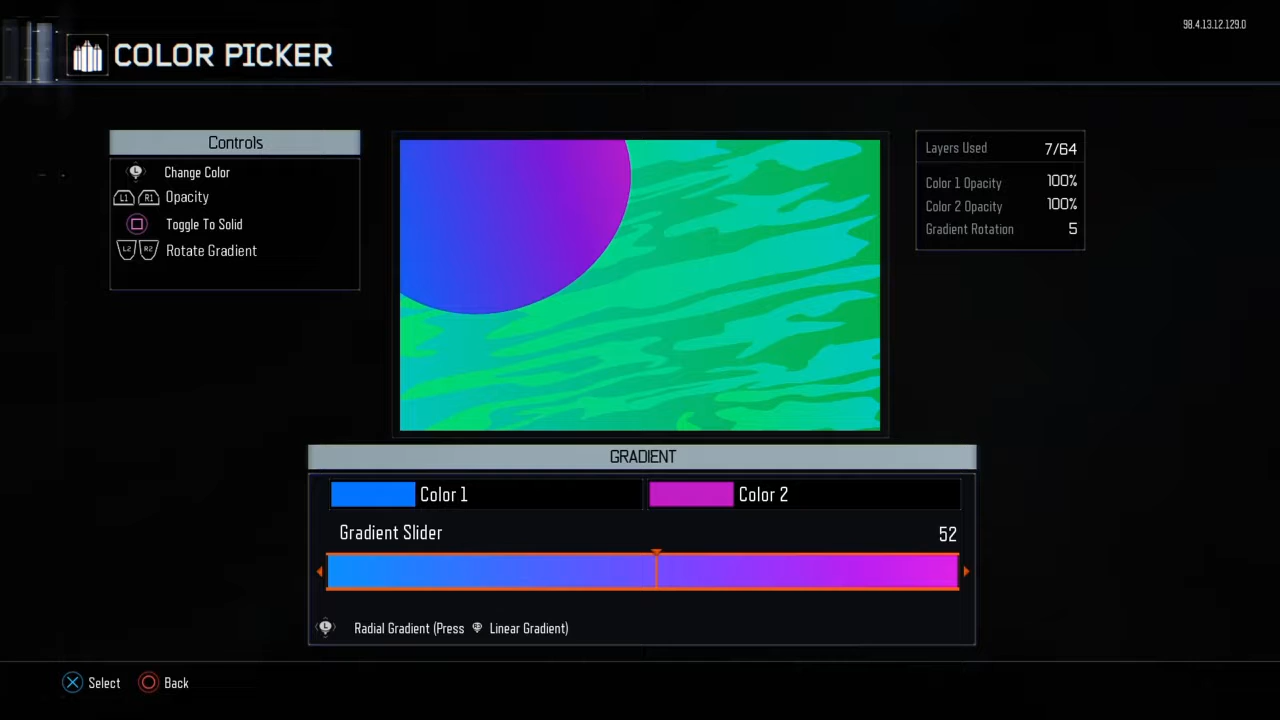 98.4.13.12.129.0
COLOR PICKER
Controls
L Change Color
L1 R1 Opacity
Toggle To Solid
L2 R2 Rotate Gradient
Layers Used 7/64
Color 1 Opacity 100%
Color 2 Opacity 100%
Gradient Rotation 5
GRADIENT
Color 1 Color 2
Gradient Slider 52
L Radial Gradient (Press Linear Gradient)
Select Back